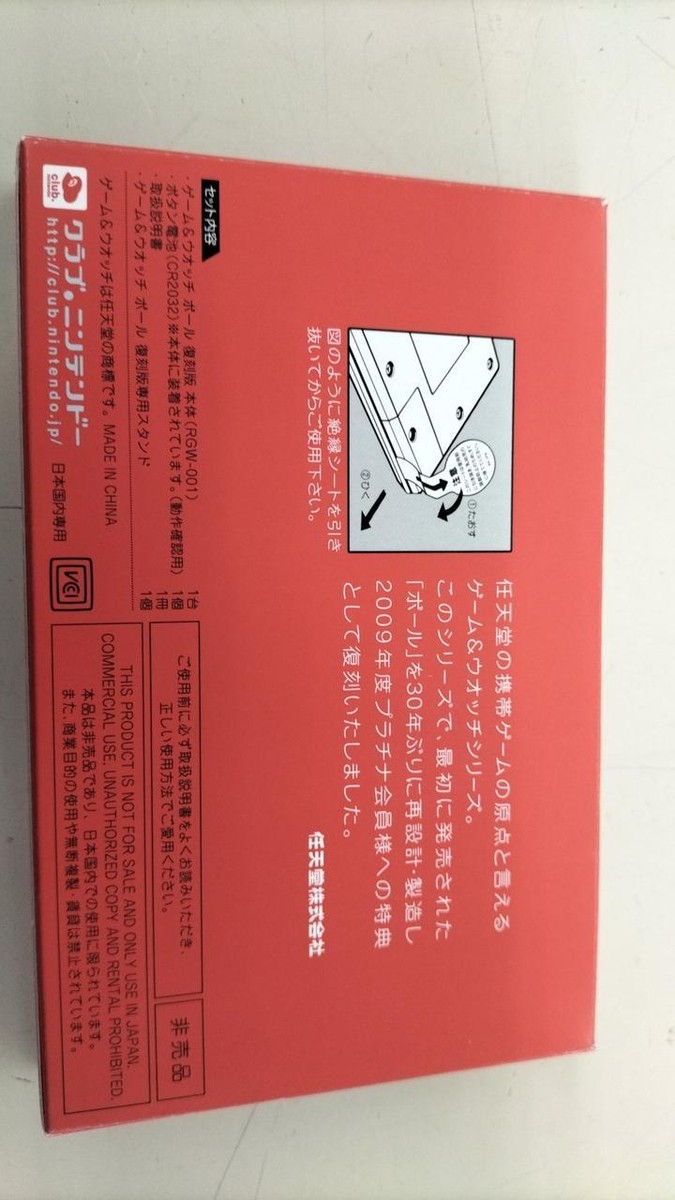 任天堂の携帯ゲームの原点と言える
ゲーム&ウオッチシリーズ。
このシリーズで、最初に発売された
「ボール」を30年ぶりに再設計・製造し
2009年度プラチナ会員様への特典
として復刻いたしました。
任天堂株式会社
①たおす
②ひく
図のように絶縁シートを引き
抜いてからご使用下さい。
セット内容
・ゲーム&ウオッチ ボール 復刻版 本体(RGW-001) 1台
・ボタン電池(CR2032)※本体に装着されています。(動作確認用) 1個
・取扱説明書 1冊
・ゲーム&ウオッチ ボール 復刻版専用スタンド 1個
ゲーム&ウオッチは任天堂の商標です。 MADE IN CHINA
club.
クラブニンテンドー
http://club.nintendo.jp/
日本国内専用
VCI
ご使用前に必ず取扱説明書をよくお読みいただき、
正しい使用方法でご愛用ください。
非売品
THIS PRODUCT IS NOT FOR SALE AND ONLY USE IN JAPAN.
COMMERCIAL USE, UNAUTHORIZED COPY AND RENTAL PROHIBITED.
本品は非売品であり、日本国内での使用に限られています。
また、商業目的の使用や無断複製・賃貸は禁止されています。